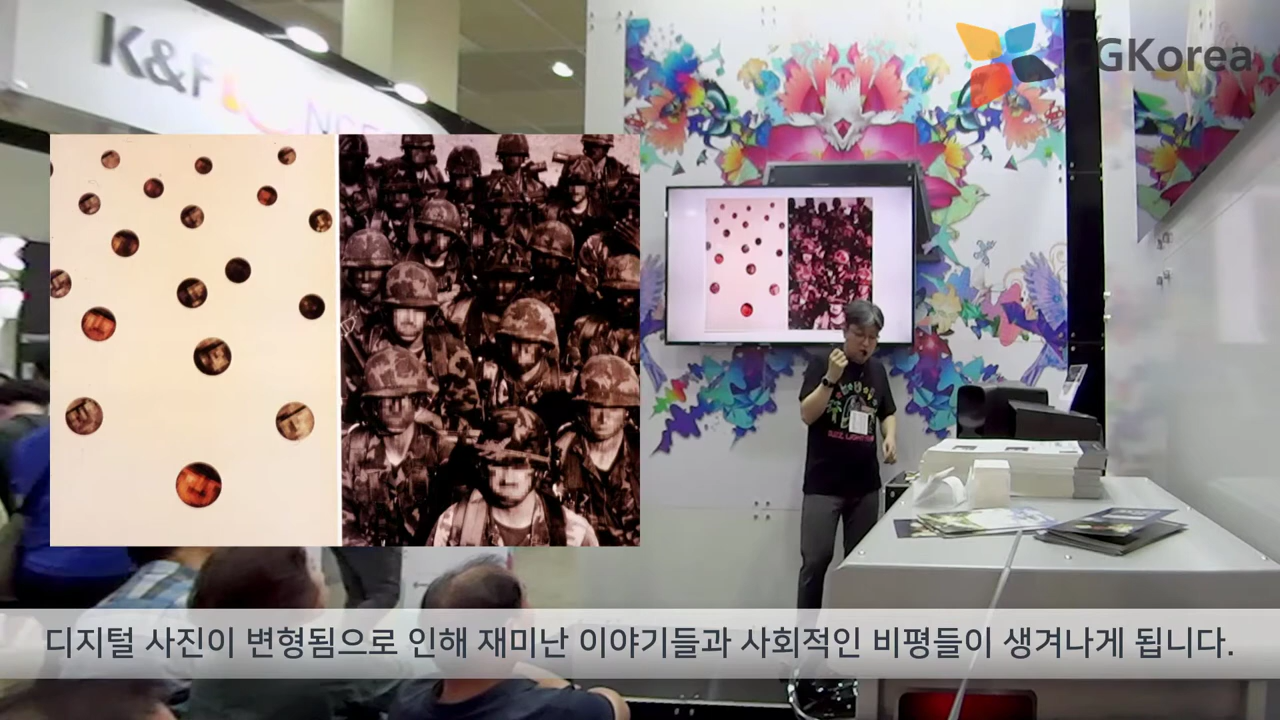 K&F
CGKorea
디지털 사진이 변형됨으로 인해 재미난 이야기들과 사회적인 비평들이 생겨나게 됩니다.